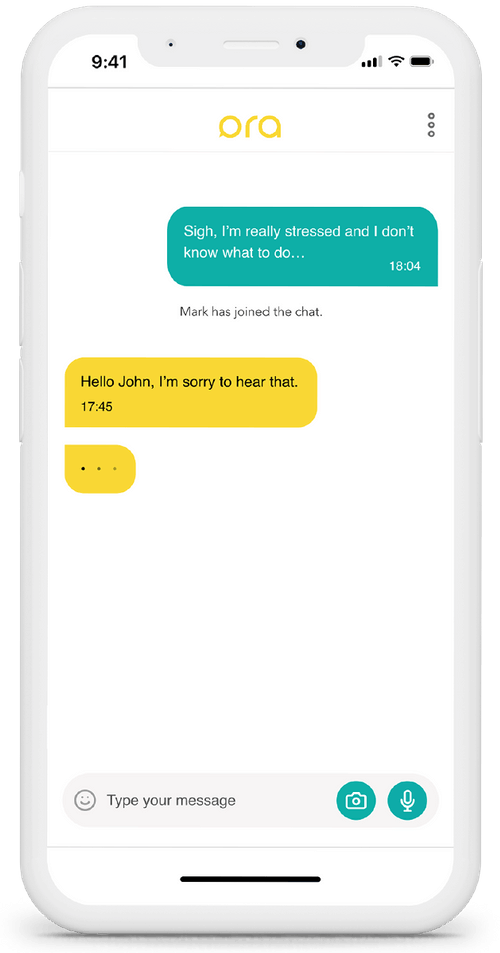 9:41
ora
Sigh, I'm really stressed and I don't
know what to do…
18:04
Mark has joined the chat.
Hello John, I'm sorry to hear that.
17:45
Type your message